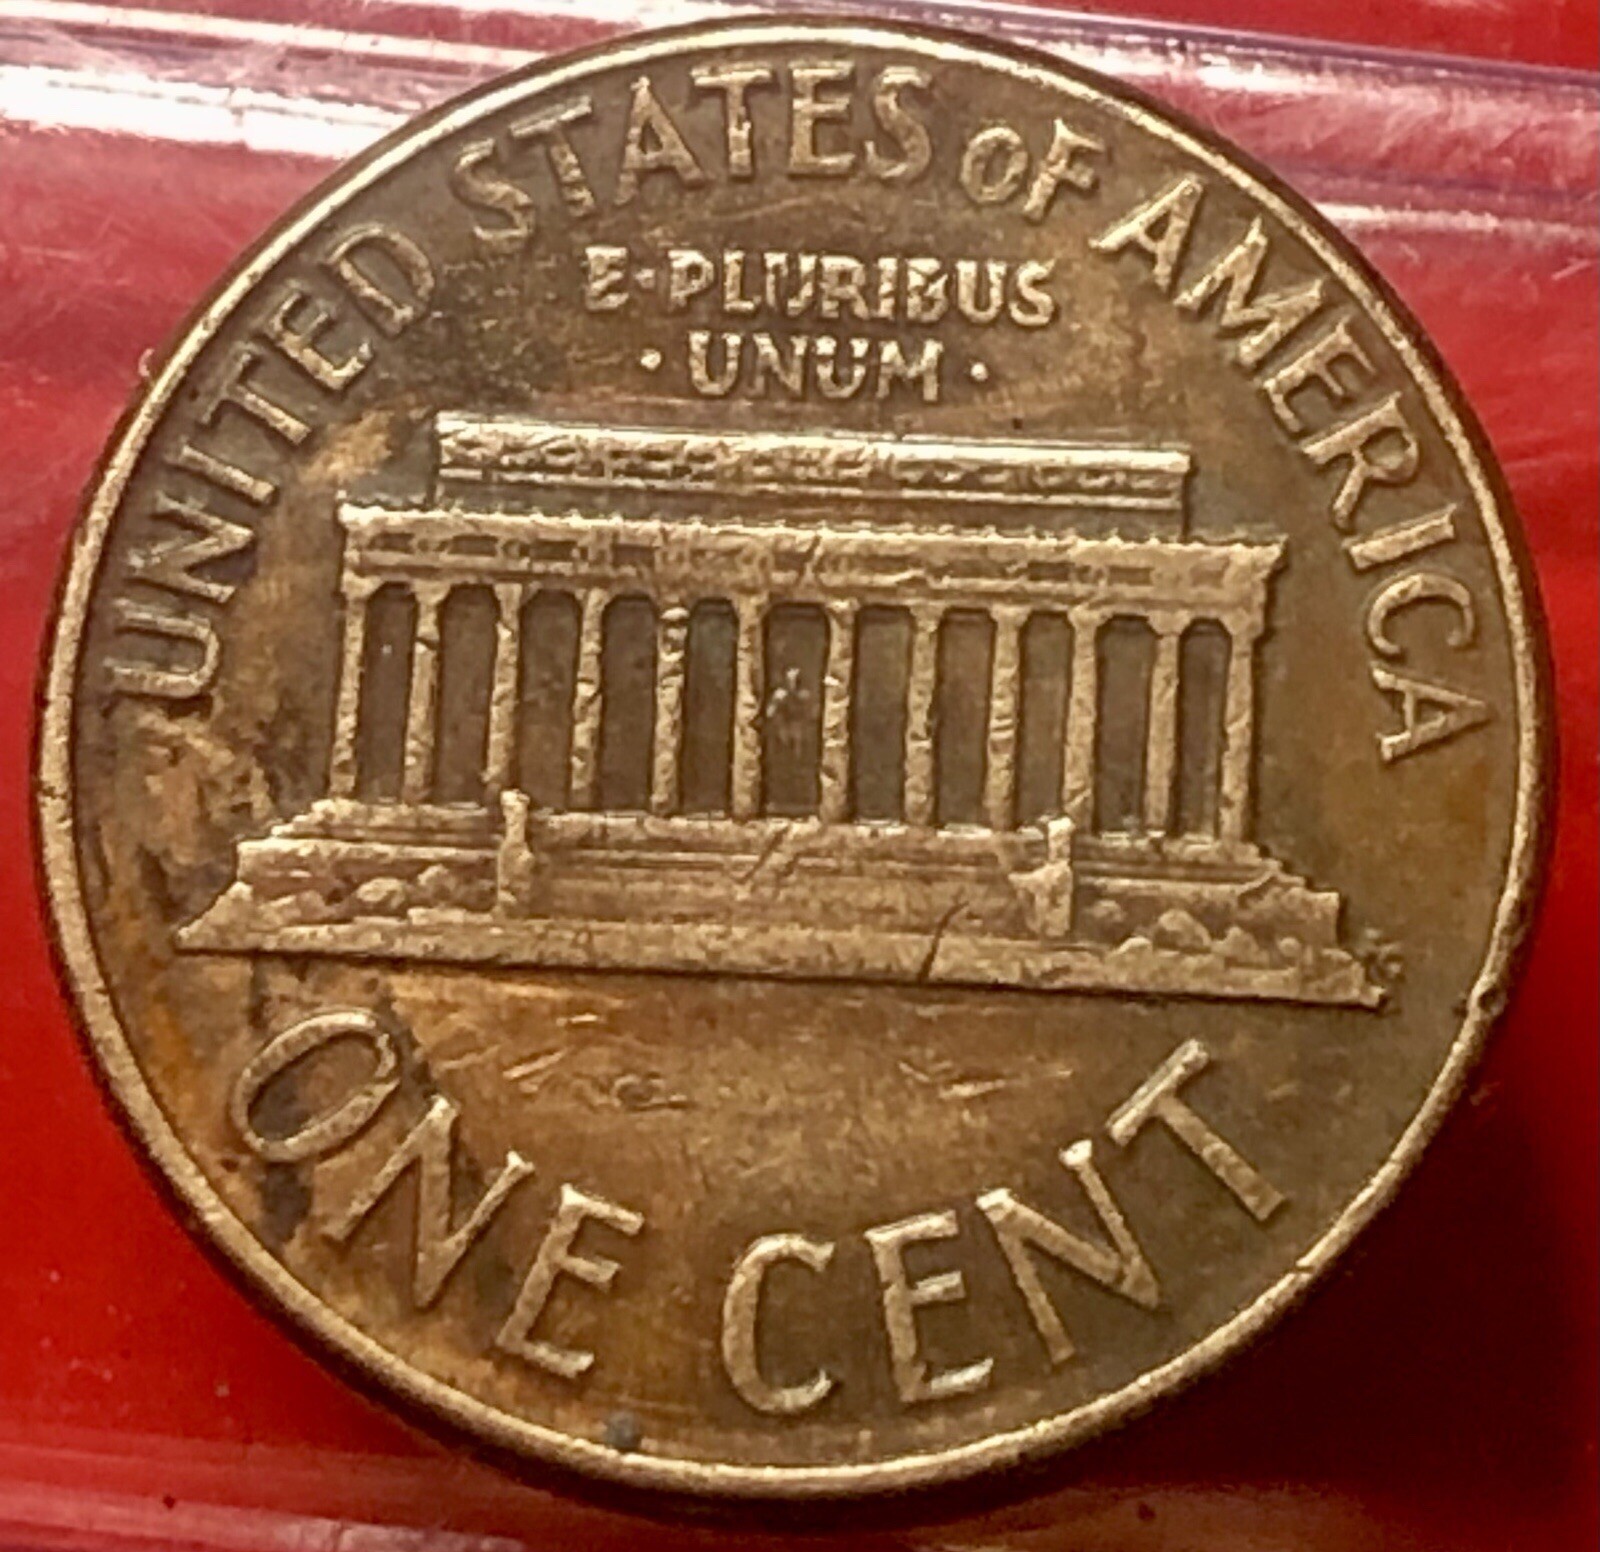 UNITED STATES OF AMERICA
E·PLURIBUS
·UNUM·
ONE CENT